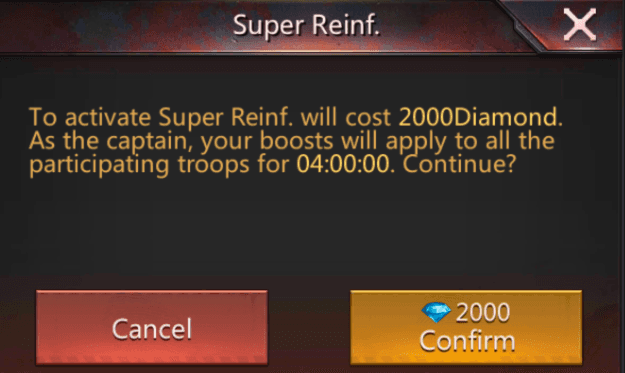 Super Reinf.
To activate Super Reinf. will cost 2000Diamond.
As the captain, your boosts will apply to all the
participating troops for 04:00:00. Continue?
Cancel
2000
Confirm